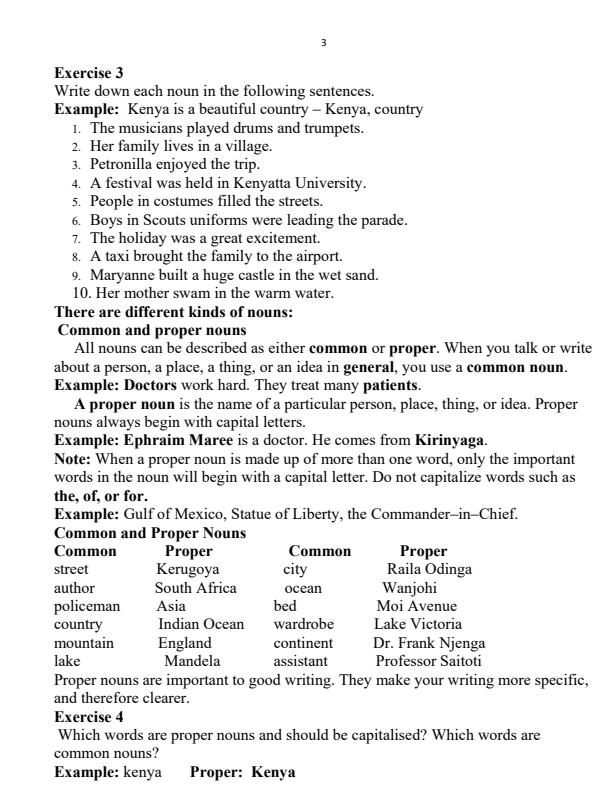 3
Exercise 3
Write down each noun in the following sentences.
Example: Kenya is a beautiful country – Kenya, country
1. The musicians played drums and trumpets.
2. Her family lives in a village.
3. Petronilla enjoyed the trip.
4. A festival was held in Kenyatta University.
5. People in costumes filled the streets.
6. Boys in Scouts uniforms were leading the parade.
7. The holiday was a great excitement.
8. A taxi brought the family to the airport.
9. Maryanne built a huge castle in the wet sand.
10. Her mother swam in the warm water.
There are different kinds of nouns:
Common and proper nouns
All nouns can be described as either common or proper. When you talk or write
about a person, a place, a thing, or an idea in general, you use a common noun.
Example: Doctors work hard. They treat many patients.
A proper noun is the name of a particular person, place, thing, or idea. Proper
nouns always begin with capital letters.
Example: Ephraim Maree is a doctor. He comes from Kirinyaga.
Note: When a proper noun is made up of more than one word, only the important
words in the noun will begin with a capital letter. Do not capitalize words such as
the, of, or for.
Example: Gulf of Mexico, Statue of Liberty, the Commander–in–Chief.
Common and Proper Nouns
Common Proper Common Proper
street Kerugoya city Raila Odinga
author South Africa ocean Wanjohi
policeman Asia bed Moi Avenue
country Indian Ocean wardrobe Lake Victoria
mountain England continent Dr. Frank Njenga
lake Mandela assistant Professor Saitoti
Proper nouns are important to good writing. They make your writing more specific,
and therefore clearer.
Exercise 4
Which words are proper nouns and should be capitalised? Which words are
common nouns?
Example: kenya Proper: Kenya